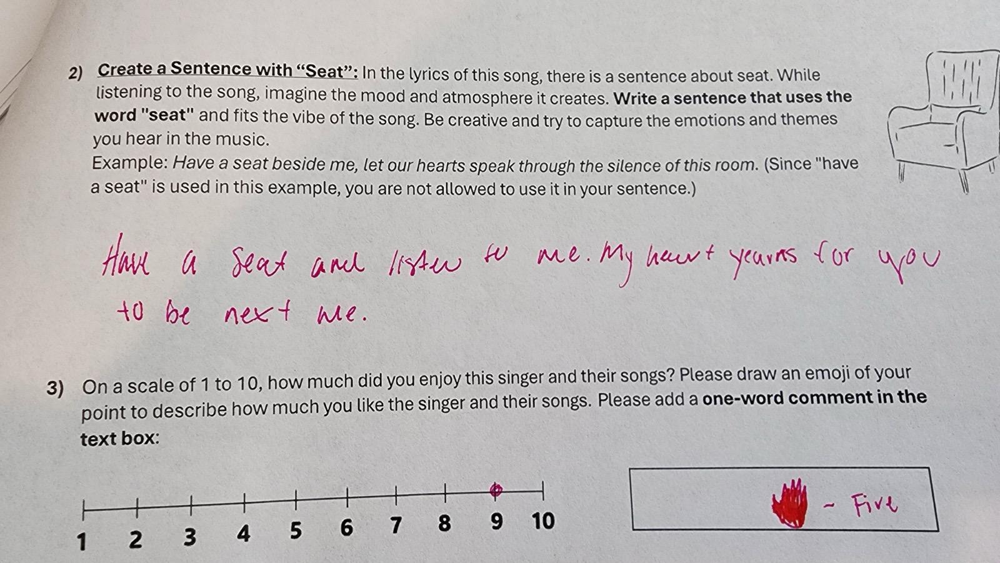 2) Create a Sentence with “Seat”: In the lyrics of this song, there is a sentence about seat. While
listening to the song, imagine the mood and atmosphere it creates. Write a sentence that uses the
word "seat" and fits the vibe of the song. Be creative and try to capture the emotions and themes
you hear in the music.
Example: Have a seat beside me, let our hearts speak through the silence of this room. (Since "have
a seat" is used in this example, you are not allowed to use it in your sentence.)
Have a seat and listen to me. My heart yearns for you
to be next me.
3) On a scale of 1 to 10, how much did you enjoy this singer and their songs? Please draw an emoji of your
point to describe how much you like the singer and their songs. Please add a one-word comment in the
text box:
1 2 3 4 5 6 7 8 9 10
- Fire